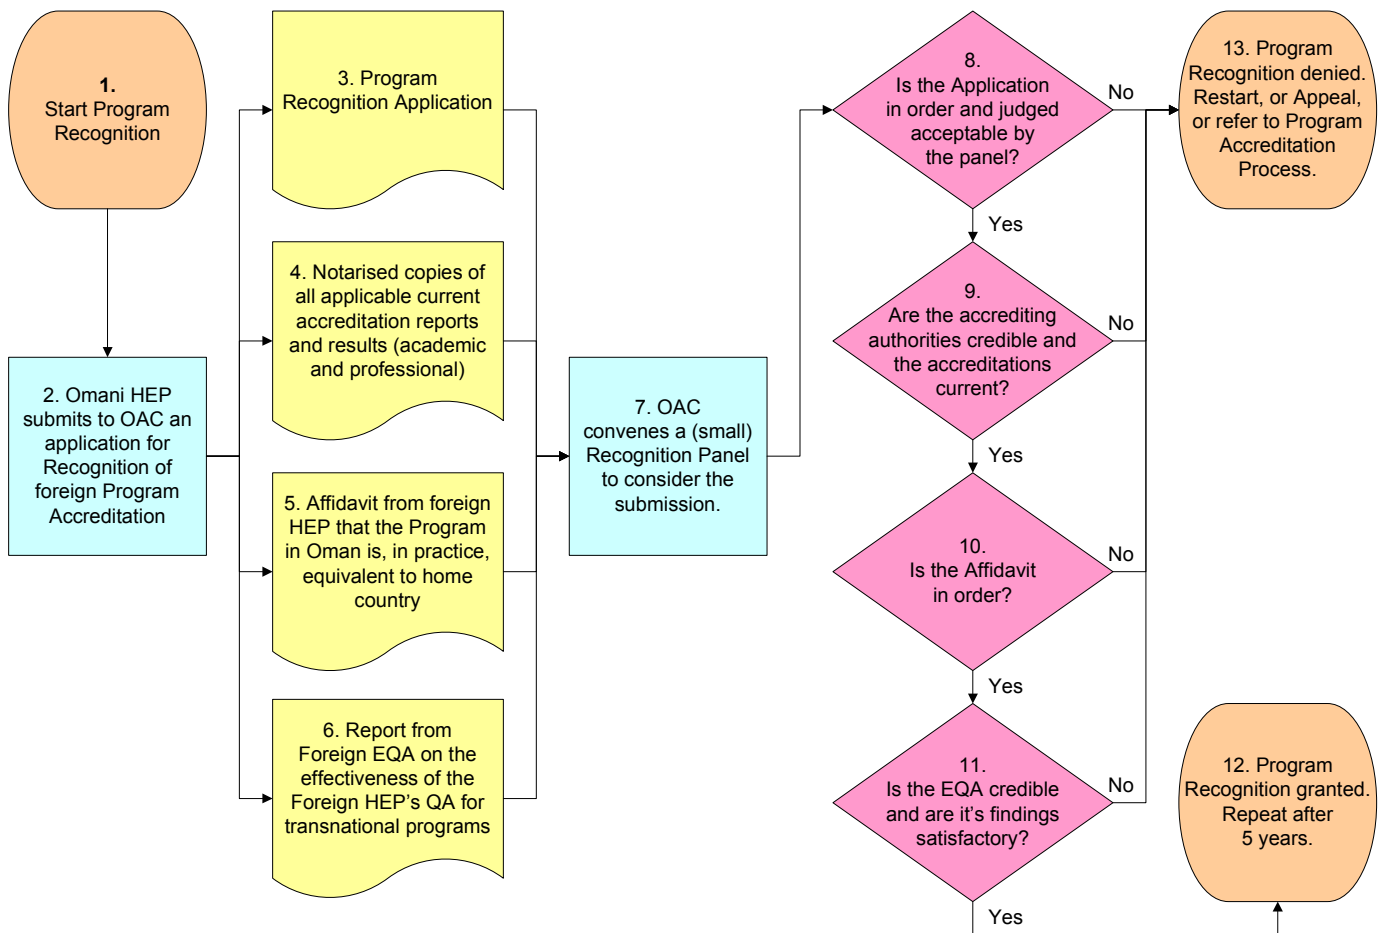 1.
Start Program
Recognition
2. Omani HEP
submits to OAC an
application for
Recognition of
foreign Program
Accreditation
3. Program
Recognition Application
4. Notarised copies of
all applicable current
accreditation reports
and results (academic
and professional)
5. Affidavit from foreign
HEP that the Program
in Oman is, in practice,
equivalent to home
country
6. Report from
Foreign EQA on the
effectiveness of the
Foreign HEP's QA for
transnational programs
7. OAC
convenes a (small)
Recognition Panel
to consider the
submission.
8.
Is the Application
in order and judged
acceptable by
the panel?
No
Yes
9.
Are the accrediting
authorities credible and
the accreditations
current?
No
Yes
10.
Is the Affidavit
in order?
No
Yes
11.
Is the EQA credible
and are it's findings
satisfactory?
No
Yes
12. Program
Recognition granted.
Repeat after
5 years.
13. Program
Recognition denied.
Restart, or Appeal,
or refer to Program
Accreditation
Process.